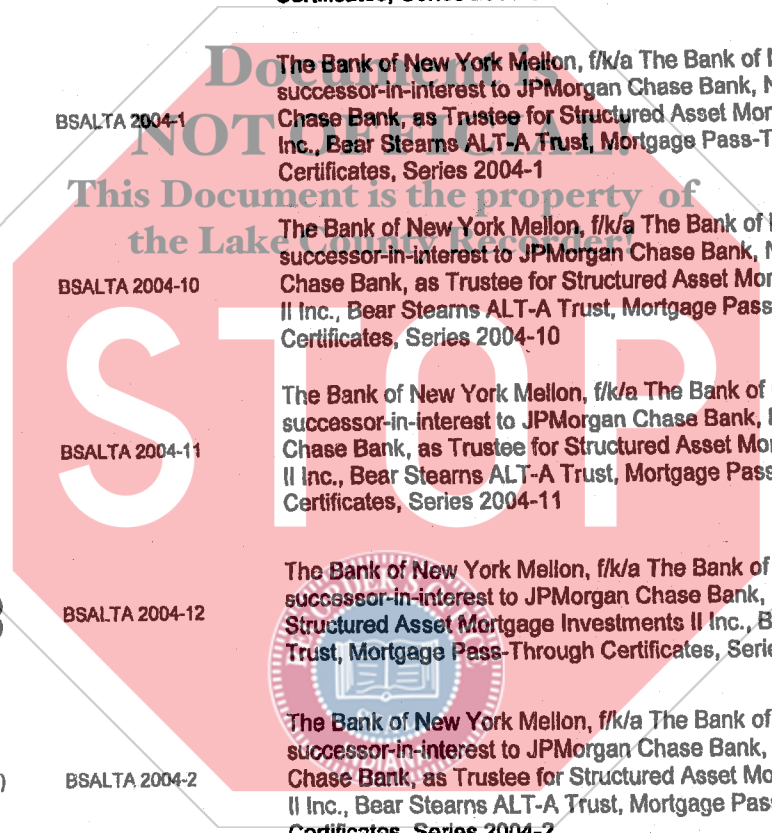 Certificates, Series
Document is
NOT OFFICIAL!
This Document is the property of
the Lake County Recorder!
STOP
BSALTA 2004-1
The Bank of New York Mellon, f/k/a The Bank of
successor-in-interest to JPMorgan Chase Bank,
Chase Bank, as Trustee for Structured Asset Mor
Inc., Bear Stearns ALT-A Trust, Mortgage Pass-T
Certificates, Series 2004-1
BSALTA 2004-10
The Bank of New York Mellon, f/k/a The Bank of
successor-in-interest to JPMorgan Chase Bank,
Chase Bank, as Trustee for Structured Asset Mor
II Inc., Bear Stearns ALT-A Trust, Mortgage Pass
Certificates, Series 2004-10
BSALTA 2004-11
The Bank of New York Mellon, f/k/a The Bank of
successor-in-interest to JPMorgan Chase Bank,
Chase Bank, as Trustee for Structured Asset Mor
II Inc., Bear Stearns ALT-A Trust, Mortgage Pass
Certificates, Series 2004-11
BSALTA 2004-12
The Bank of New York Mellon, f/k/a The Bank of
successor-in-interest to JPMorgan Chase Bank,
Structured Asset Mortgage Investments II Inc., B
Trust, Mortgage Pass-Through Certificates, Serie
BSALTA 2004-2
The Bank of New York Mellon, f/k/a The Bank of
successor-in-interest to JPMorgan Chase Bank,
Chase Bank, as Trustee for Structured Asset Mo
II Inc., Bear Stearns ALT-A Trust, Mortgage Pas
Certificates, Series 2004-2